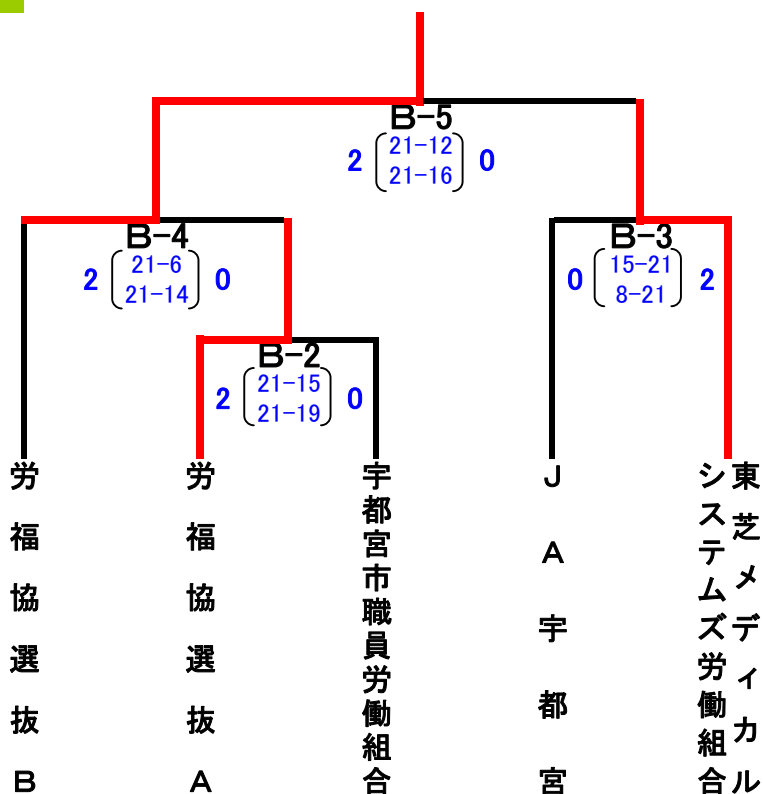 B-5
2 21-12 0
21-16
B-4
2 21-6 0
21-14
B-3
0 15-21 2
8-21
B-2
2 21-15 0
21-19
労福協選抜B
労福協選抜A
宇都宮市職員労働組合
JA宇都宮
東芝メディカル
システムズ労働組合